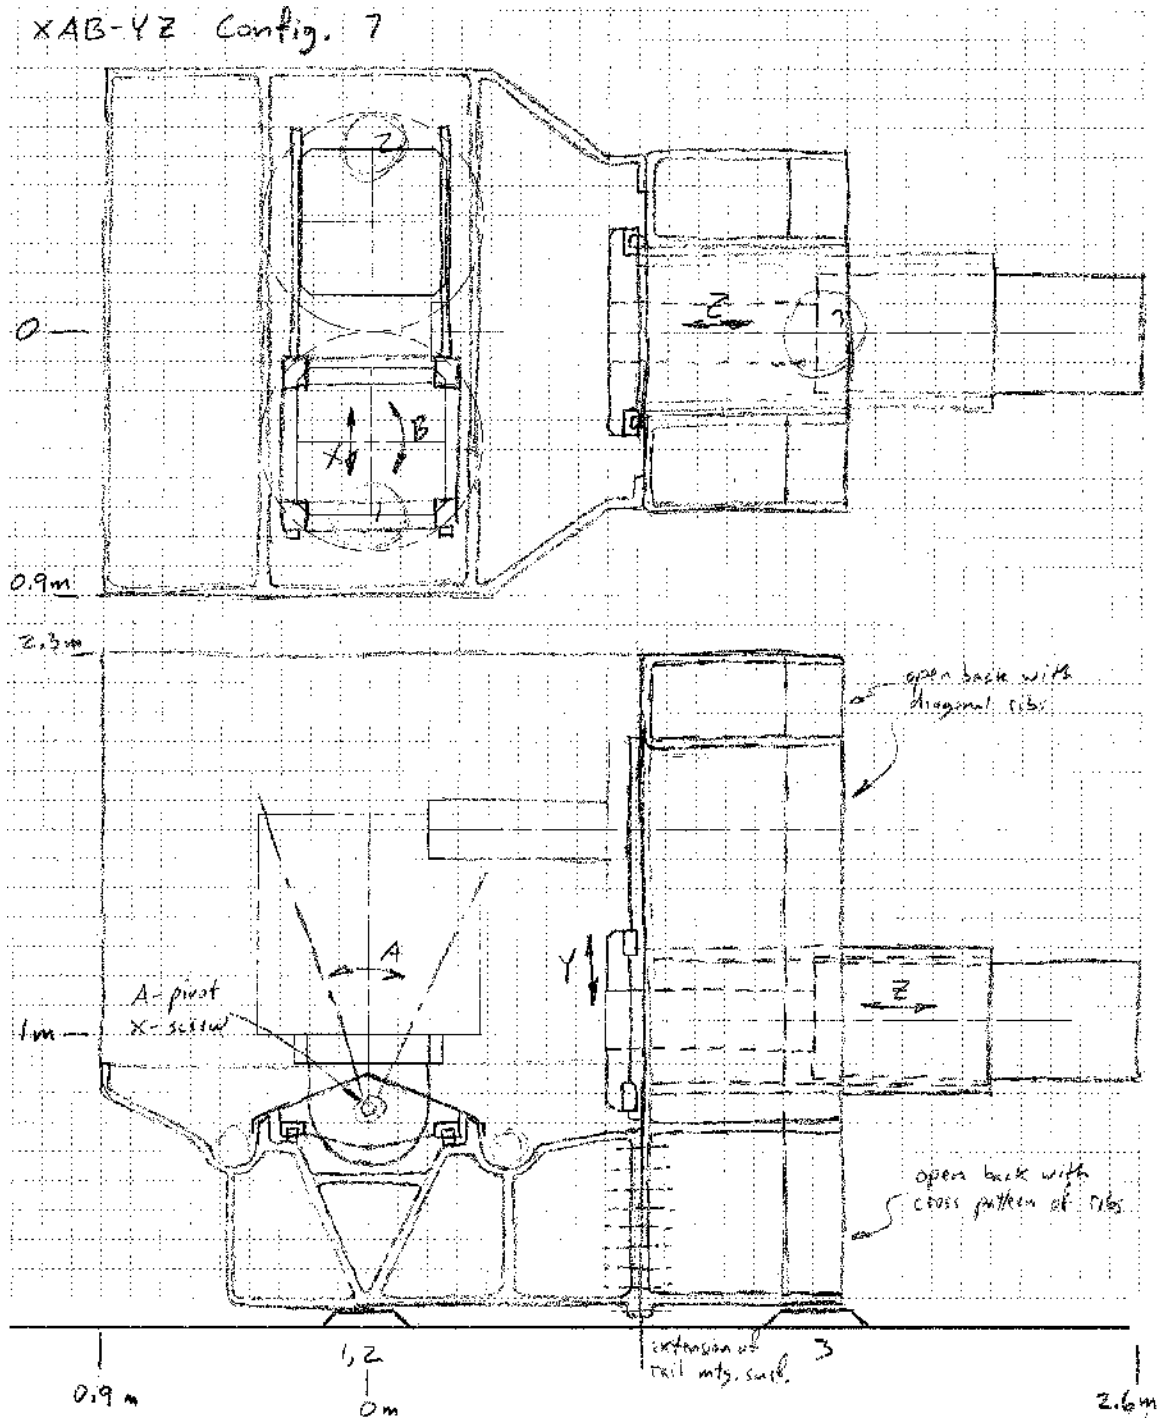 XAB-YZ Config. 7
2
Z
3
0
B
X
1
0.9m
2.3m
open back with
diagonal ribs
A
Y
Z
A-pivot
X-screw
1m
open back with
cross pattern of ribs
1,2
extension of
rail mtg. surf.
3
0.9 m
0m
2.6m